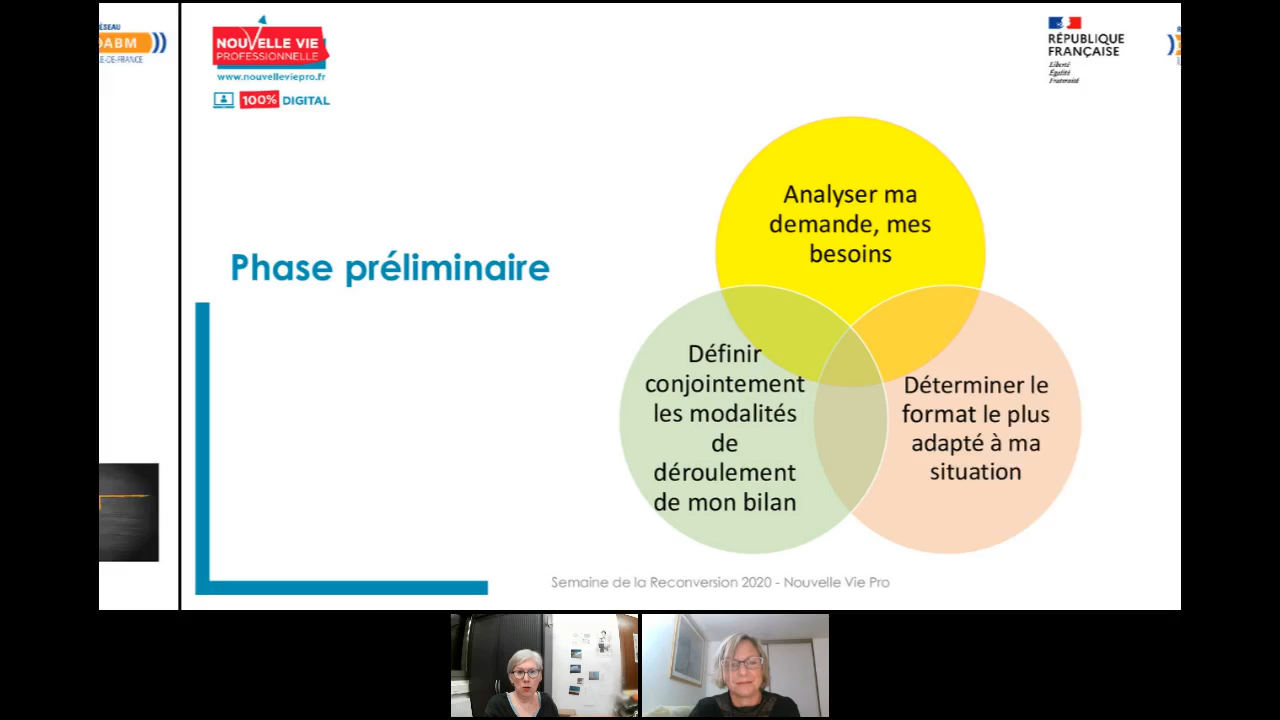 ÉSEAU
DABM
LE-DE-FRANCE
NOUVELLE VIE
PROFESSIONNELLE
www.nouvelleviepro.fr
100% DIGITAL
RÉPUBLIQUE
FRANÇAISE
Liberté
Égalité
Fraternité
Phase préliminaire
Analyser ma
demande, mes
besoins
Définir
conjointement
les modalités
de
déroulement
de mon bilan
Déterminer le
format le plus
adapté à ma
situation
Semaine de la Reconversion 2020 - Nouvelle Vie Pro